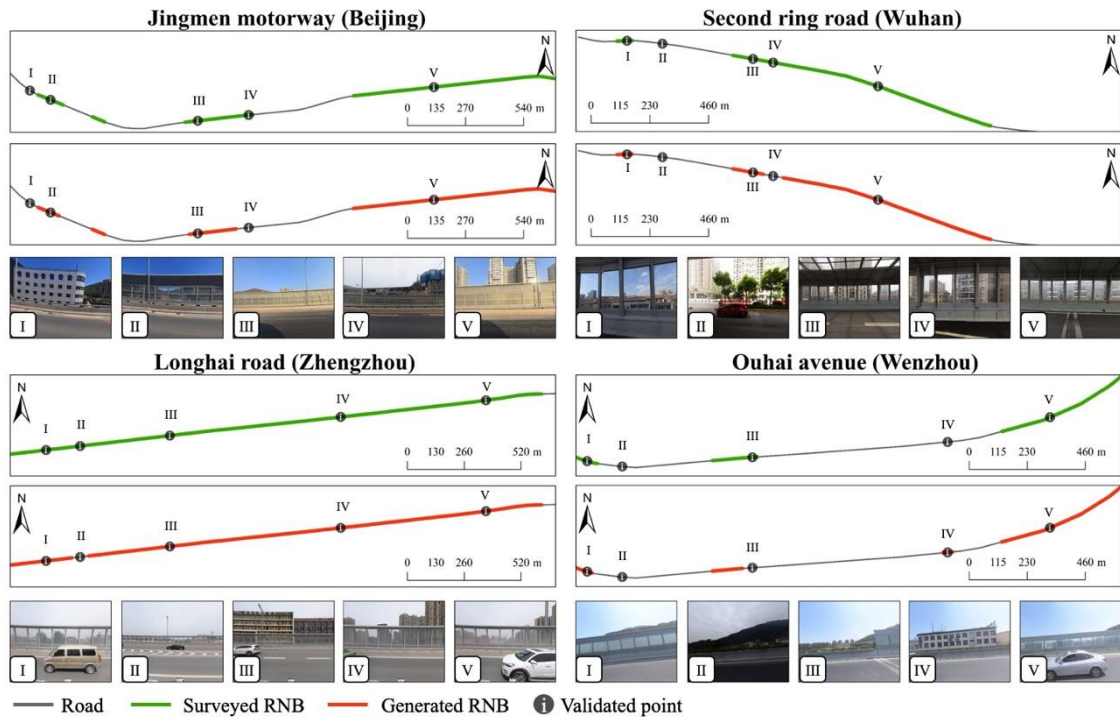 Jingmen motorway (Beijing)
I II III IV V N
0 135 270 540 m
I II III IV V N
0 135 270 540 m
I II III IV V
Second ring road (Wuhan)
I II III IV V N
0 115 230 460 m
I II III IV V N
0 115 230 460 m
I II III IV V
Longhai road (Zhengzhou)
N I II III IV V
0 130 260 520 m
N I II III IV V
0 130 260 520 m
I II III IV V
Ouhai avenue (Wenzhou)
N I II III IV V
0 115 230 460 m
N I II III IV V
0 115 230 460 m
I II III IV V
Road Surveyed RNB Generated RNB i Validated point